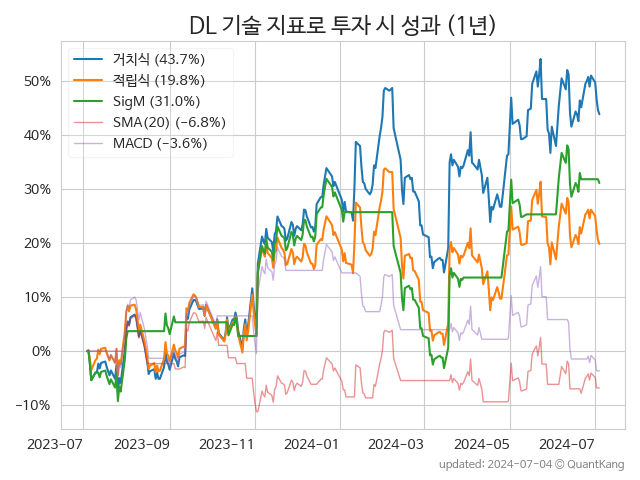 DL 기술 지표로 투자 시 성과 (1년)
거치식 (43.7%)
적립식 (19.8%)
SigM (31.0%)
SMA(20) (−6.8%)
MACD (−3.6%)
50%
40%
30%
20%
10%
0%
−10%
2023-07 2023-09 2023-11 2024-01 2024-03 2024-05 2024-07
updated: 2024-07-04 © QuantKang